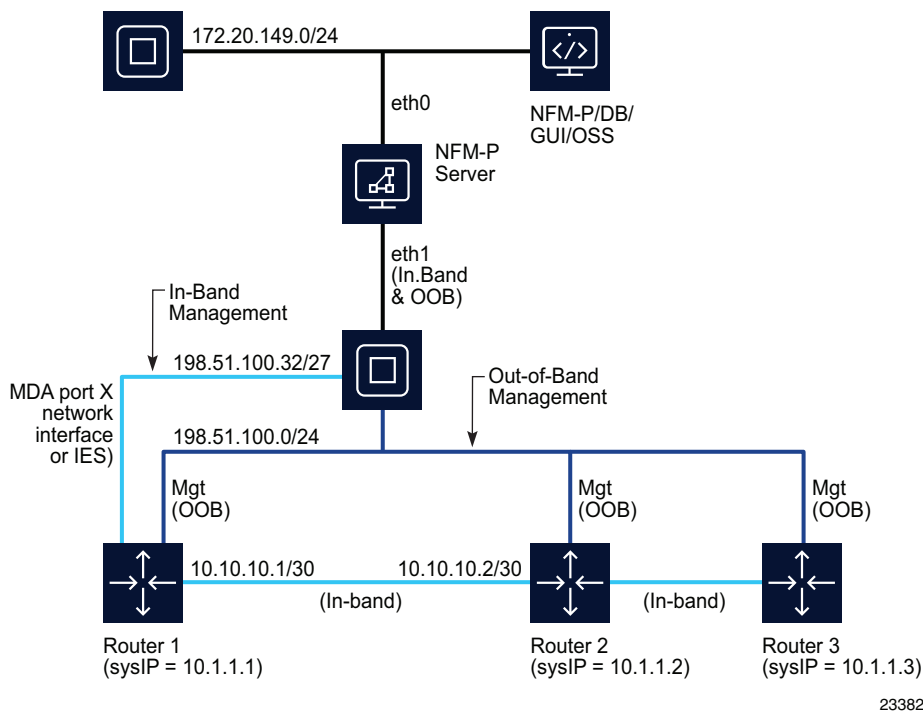 172.20.149.0/24
eth0
NFM-P/DB/
GUI/OSS
NFM-P
Server
eth1
(In.Band
& OOB)
In-Band
Management
198.51.100.32/27
MDA port X
network
interface
or IES)
Out-of-Band
Management
198.51.100.0/24
Mgt
(OOB)
Mgt
(OOB)
Mgt
(OOB)
10.10.10.1/30
10.10.10.2/30
(In-band)
(In-band)
Router 1
(sysIP = 10.1.1.1)
Router 2
(sysIP = 10.1.1.2)
Router 3
(sysIP = 10.1.1.3)
23382